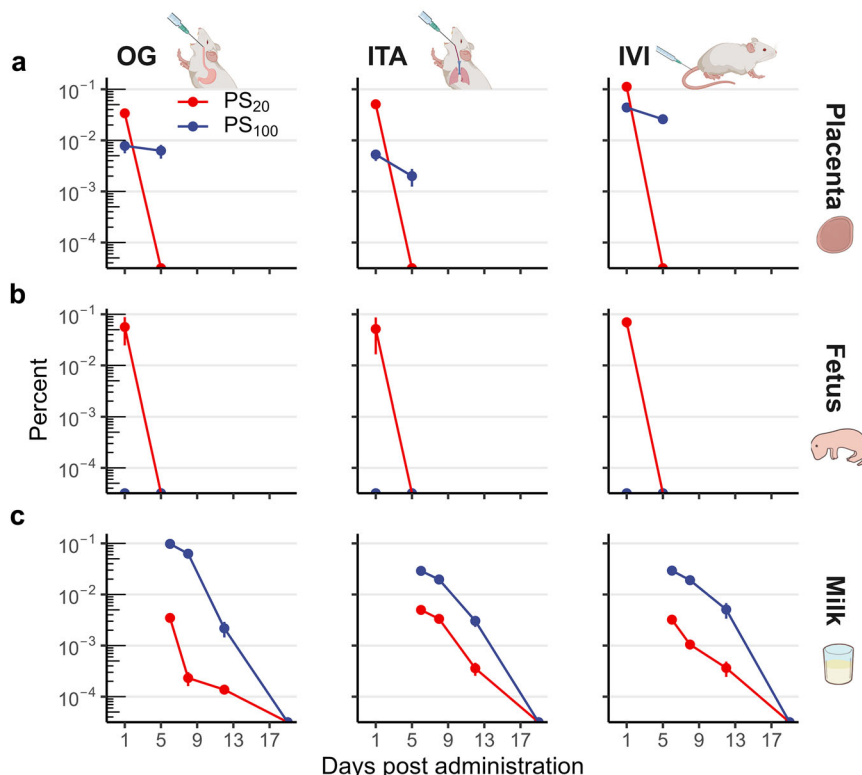 OG ITA IVI
a
10⁻¹
10⁻²
10⁻³
10⁻⁴
PS₂₀
PS₁₀₀
Placenta
b
10⁻¹
10⁻²
10⁻³
10⁻⁴
Percent
Fetus
c
10⁻¹
10⁻²
10⁻³
10⁻⁴
Milk
1 5 9 13 17 1 5 9 13 17 1 5 9 13 17
Days post administration